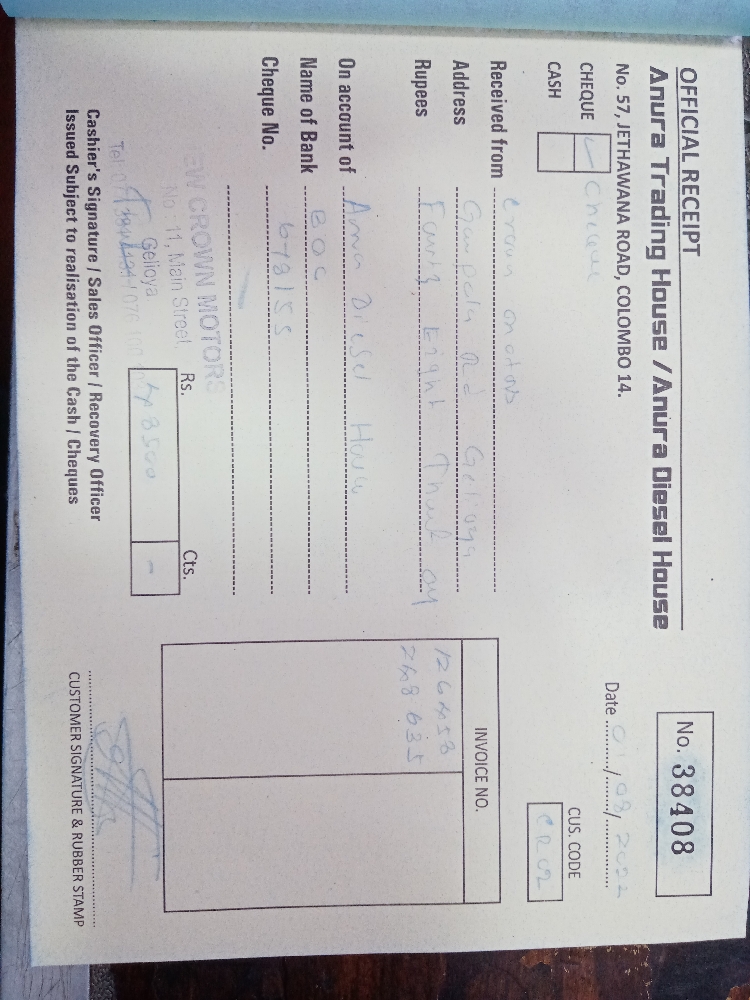 OFFICIAL RECEIPT
Anura Trading House / Anura Diesel House
No. 57, JETHAWANA ROAD, COLOMBO 14.
No. 38408
Date 01/08/2022
CHEQUE Cheque
CASH
CUS. CODE
CR02
Received from Crown motors
Address Gampola Rd Gelioya
Rupees Fourty Eight
On account of Anura Diesel House
Name of Bank BOC
Cheque No. 673155
INVOICE NO.
EW CROWN MOTORS
No. 11, Main Street,
Gelioya
Rs. Cts.
48500 -
Cashier's Signature / Sales Officer / Recovery Officer
Issued Subject to realisation of the Cash / Cheques
CUSTOMER SIGNATURE & RUBBER STAMP